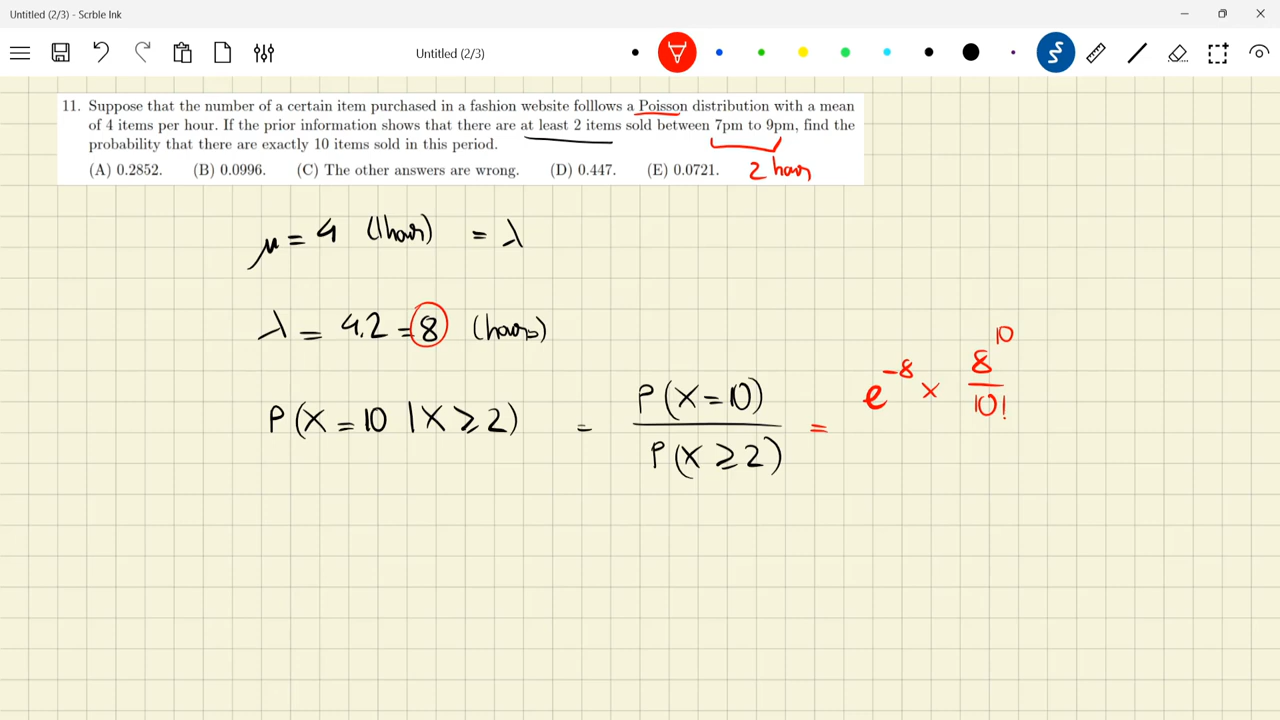 Untitled (2/3) - Scrble Ink
Untitled (2/3)
11. Suppose that the number of a certain item purchased in a fashion website folllows a Poisson distribution with a mean
of 4 items per hour. If the prior information shows that there are at least 2 items sold between 7pm to 9pm, find the
probability that there are exactly 10 items sold in this period.
(A) 0.2852. (B) 0.0996. (C) The other answers are wrong. (D) 0.447. (E) 0.0721.
2 hour
μ = 4 (1 hour) = λ
λ = 4.2 = 8 (hours)
P(X = 10 | X ≥ 2) = P(X = 10) / P(X ≥ 2) = e^-8 × 8^10 / 10!